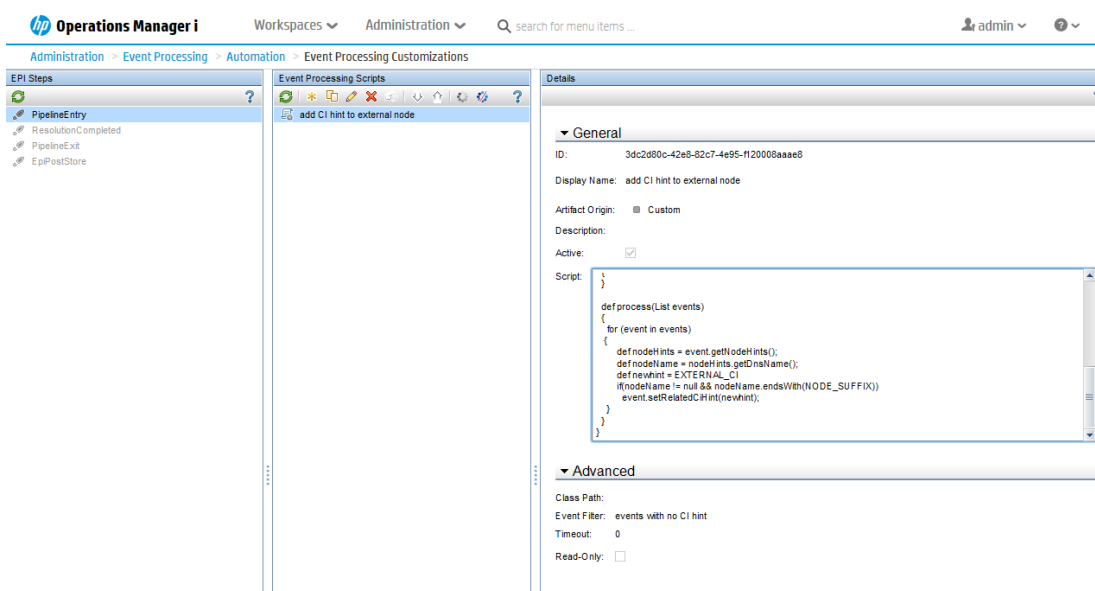 hp Operations Manager i Workspaces Administration search for menu items ... admin ?
Administration > Event Processing > Automation > Event Processing Customizations
EPI Steps
?
PipelineEntry
ResolutionCompleted
PipelineExit
EpiPostStore
Event Processing Scripts
?
add CI hint to external node
Details
General
ID: 3dc2d80c-42e8-82c7-4e95-f120008aaae8
Display Name: add CI hint to external node
Artifact Origin: Custom
Description:
Active:
Script:
}
def process(List events)
{
for (event in events)
{
def nodeHints = event.getNodeHints();
def nodeName = nodeHints.getDnsName();
def newhint = EXTERNAL_CI
if(nodeName != null && nodeName.endsWith(NODE_SUFFIX))
event.setRelatedCiHint(newhint);
}
}
}
Advanced
Class Path:
Event Filter: events with no CI hint
Timeout: 0
Read-Only: